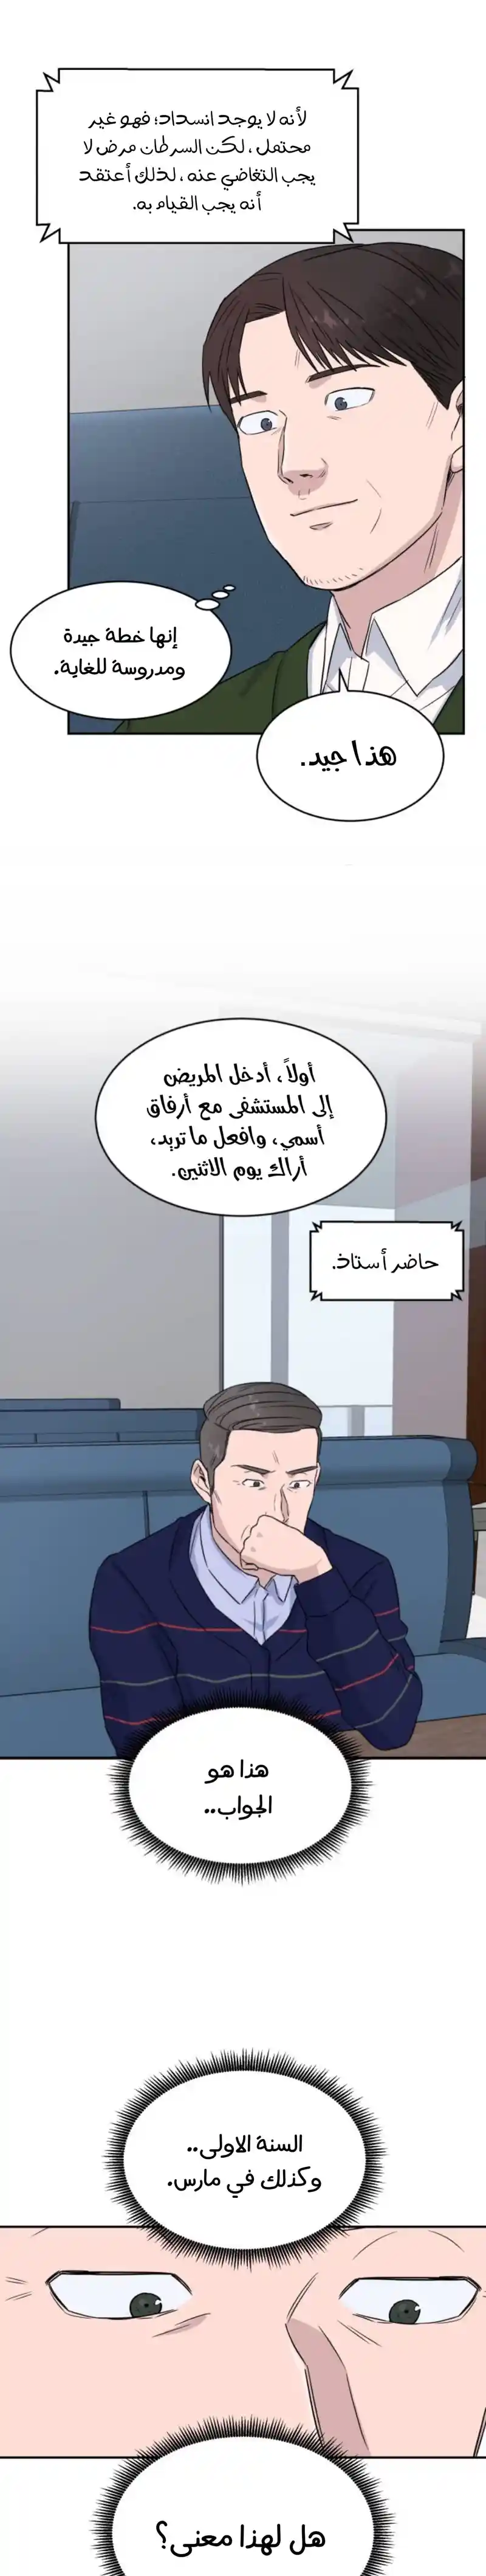 لأنه لا يوجد انسداد؛ فهو غير
محتمل، لكن السرطان مرض لا
يجب التغاضي عنه، لذلك أعتقد
أنه يجب القيام به.
إنها خطة جيدة
ومدروسة للغاية.
هذا جيد.
أولاً، أدخل المريض
إلى المستشفى مع أرفاق
أسمي، وافعل ما تريد،
أراك يوم الاثنين.
حاضر أستاذ.
هذا هو
الجواب..
السنة الاولى..
وكذلك في مارس.
هل لهذا معنى؟